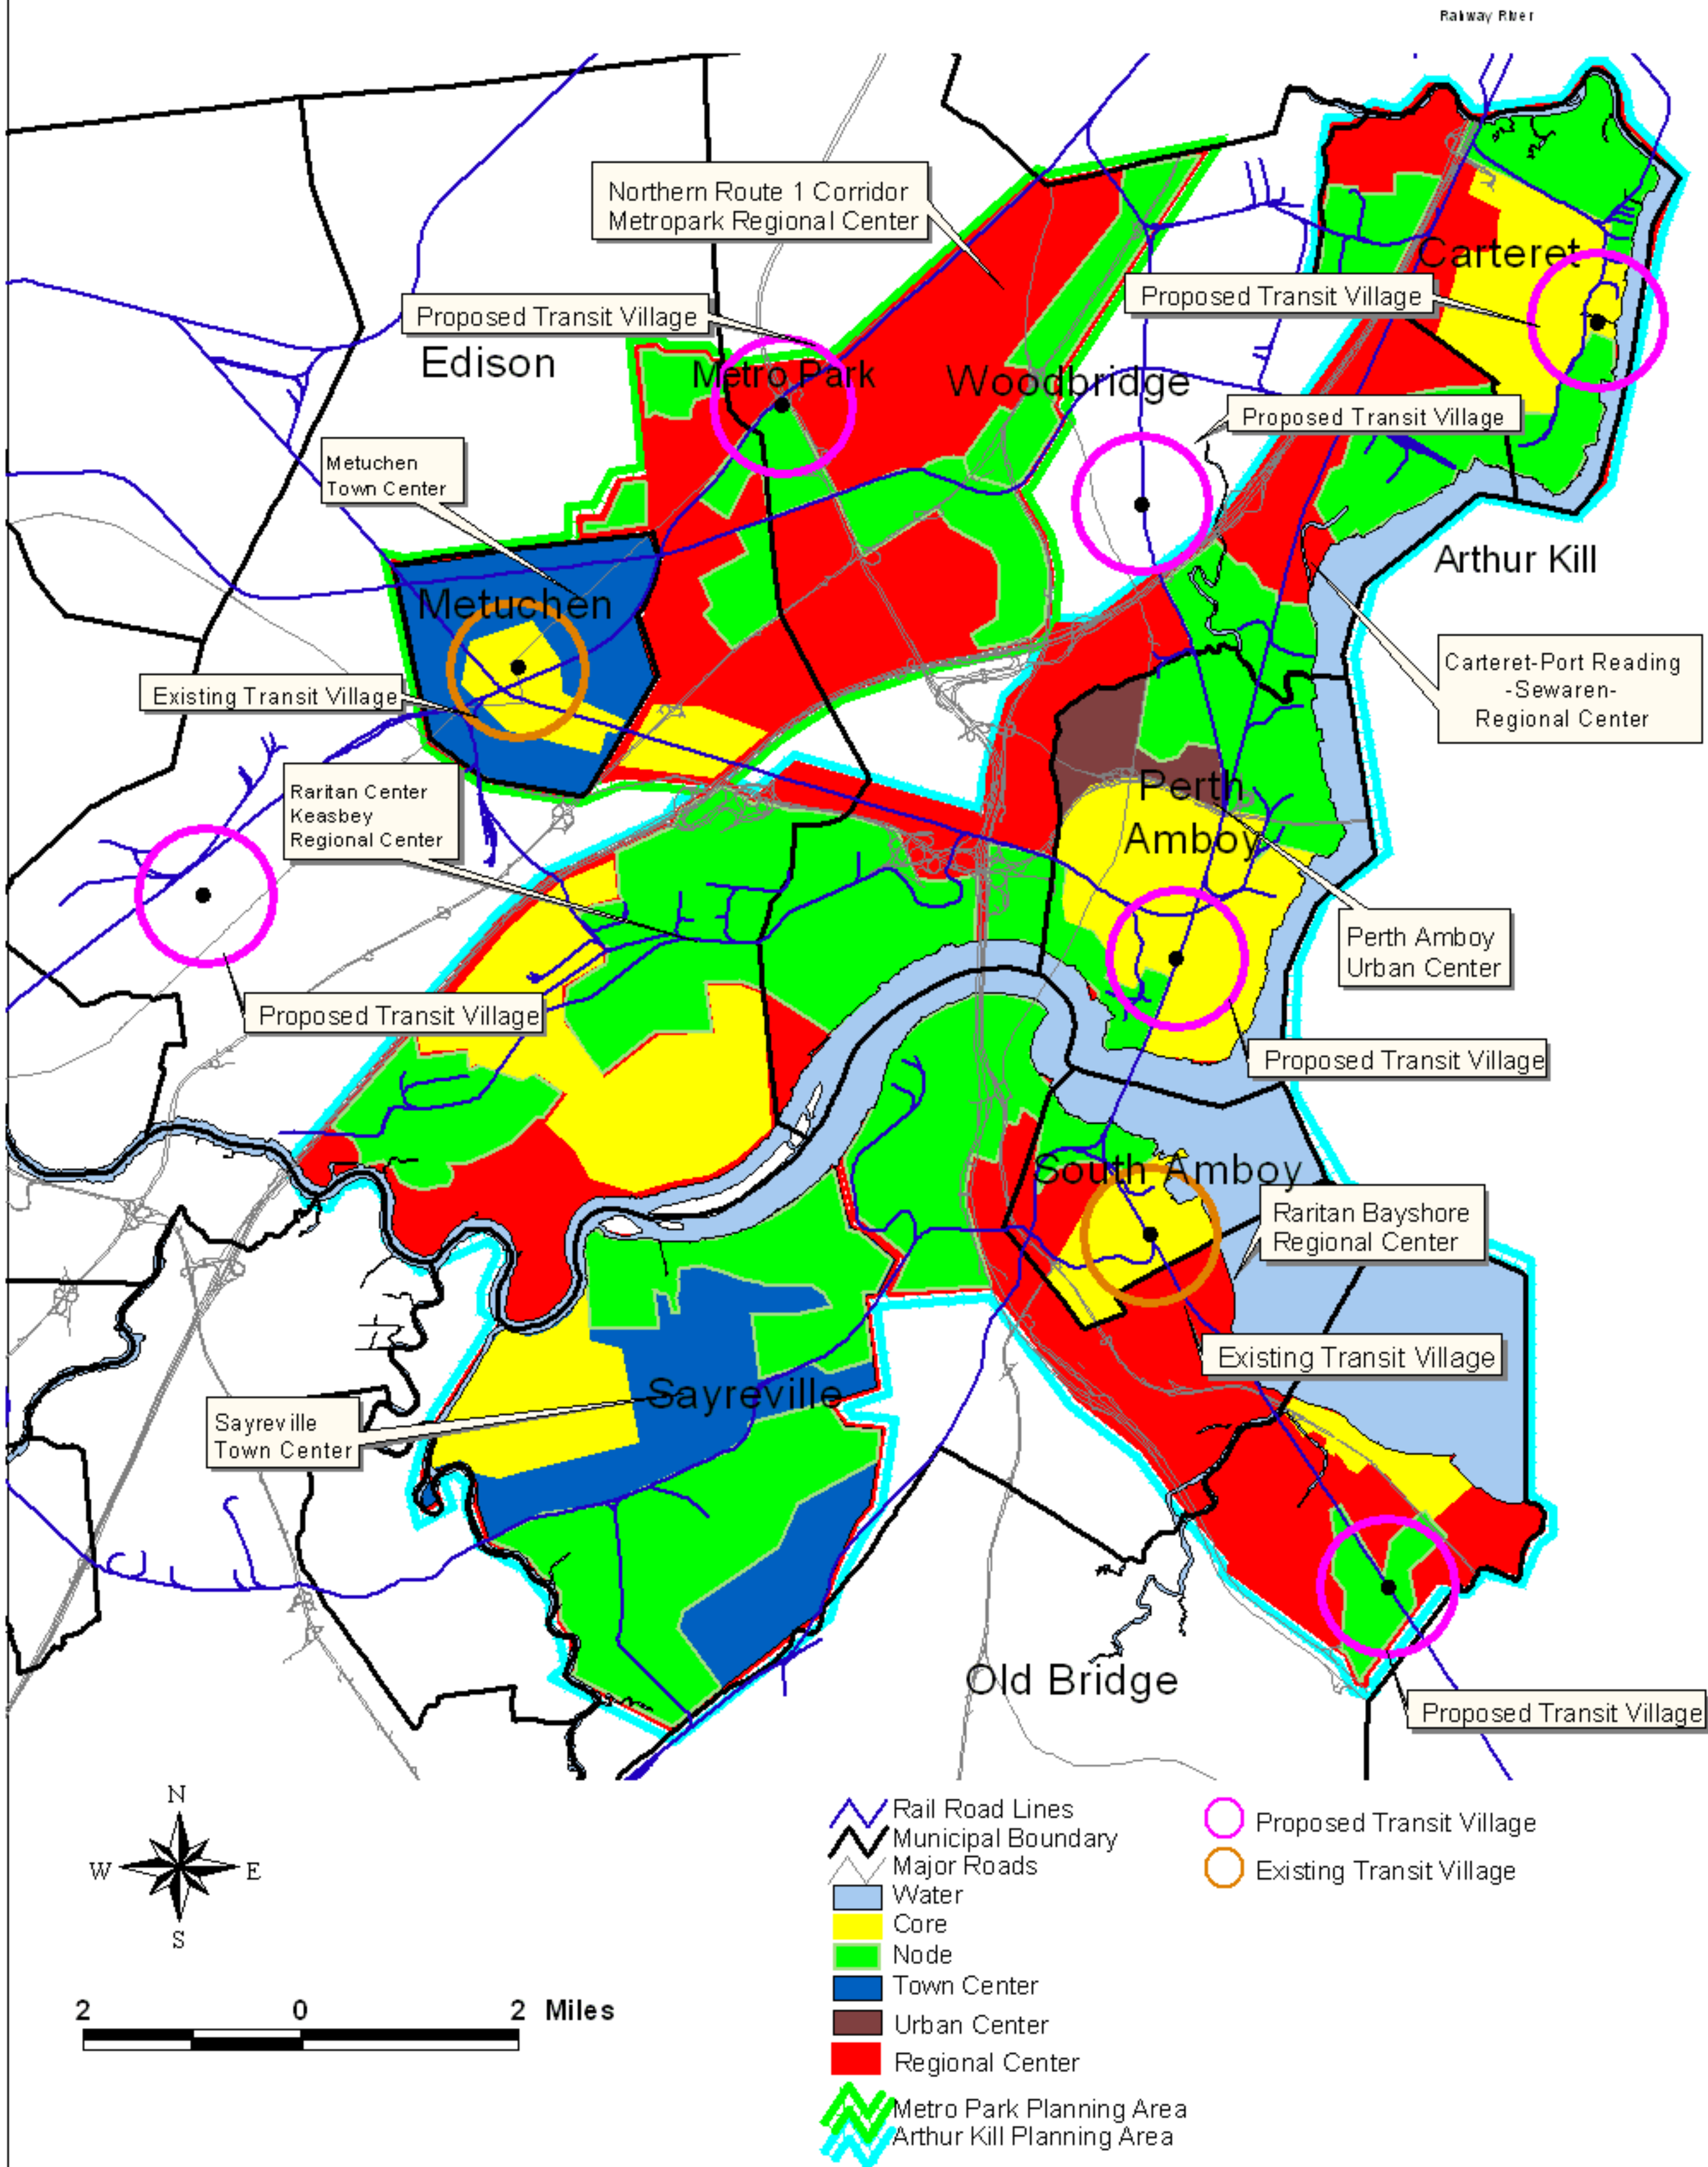 Rahway River
Northern Route 1 Corridor
Metropark Regional Center
Carteret
Proposed Transit Village
Proposed Transit Village
Edison
Metro Park
Woodbridge
Proposed Transit Village
Metuchen
Town Center
Arthur Kill
Metuchen
Carteret-Port Reading
-Sewaren-
Regional Center
Existing Transit Village
Perth
Amboy
Raritan Center
Keasbey
Regional Center
Perth Amboy
Urban Center
Proposed Transit Village
Proposed Transit Village
South Amboy
Raritan Bayshore
Regional Center
Existing Transit Village
Sayreville
Sayreville
Town Center
Old Bridge
Proposed Transit Village
N
W
E
S
2 0 2 Miles
Rail Road Lines
Municipal Boundary
Major Roads
Water
Core
Node
Town Center
Urban Center
Regional Center
Metro Park Planning Area
Arthur Kill Planning Area
Proposed Transit Village
Existing Transit Village